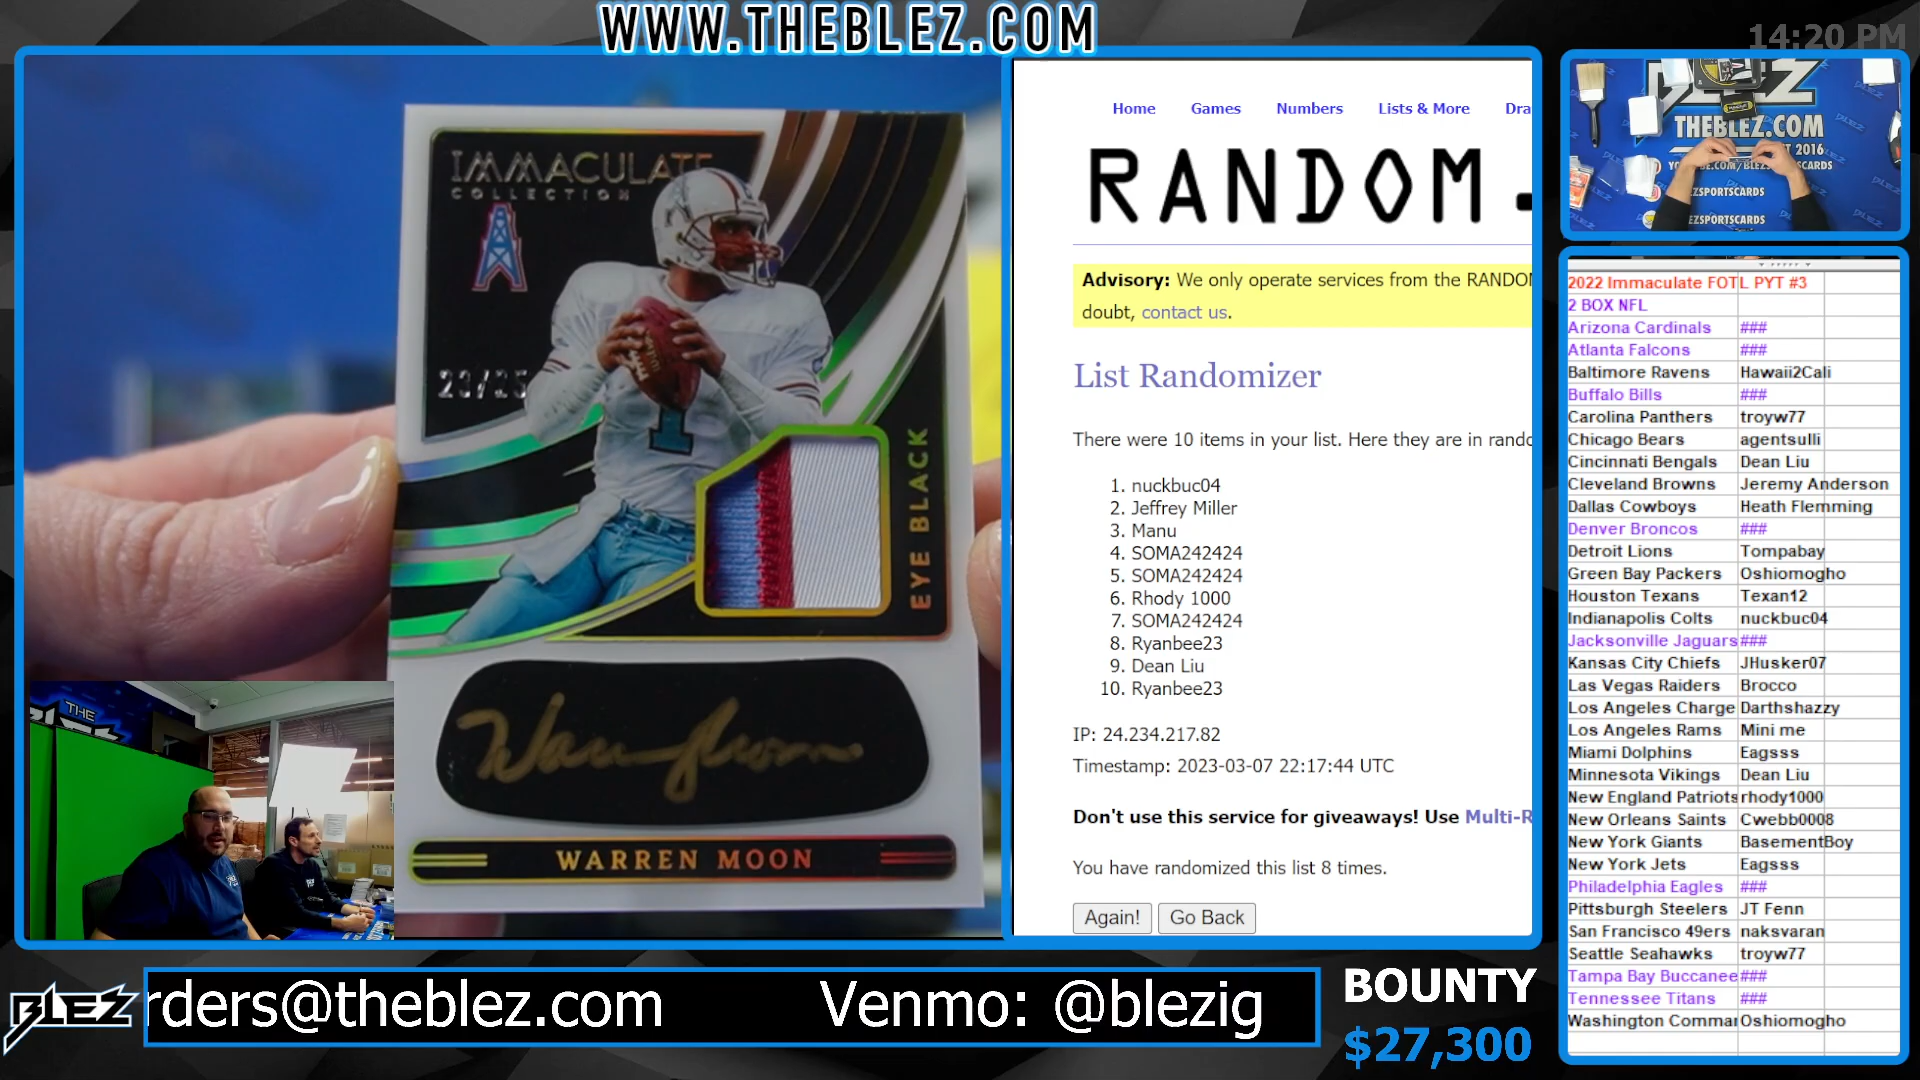 WWW.THEBLEZ.COM
14:20 PM
IMMACULATE
COLLECTION
23/25
1
EYE BLACK
Warren Moon
WARREN MOON
THE
Home Games Numbers Lists & More Dra
RANDOM.
Advisory: We only operate services from the RANDO
doubt, contact us.
List Randomizer
There were 10 items in your list. Here they are in rando
1. nuckbuc04
2. Jeffrey Miller
3. Manu
4. SOMA242424
5. SOMA242424
6. Rhody 1000
7. SOMA242424
8. Ryanbee23
9. Dean Liu
10. Ryanbee23
IP: 24.234.217.82
Timestamp: 2023-03-07 22:17:44 UTC
Don't use this service for giveaways! Use Multi-R
You have randomized this list 8 times.
Again! Go Back
BLEZ
THEBLEZ.COM
2016
EZSPORTSCARDS
EZSPORTSCARDS
2022 Immaculate FOTL PYT #3
2 BOX NFL
Arizona Cardinals ###
Atlanta Falcons ###
Baltimore Ravens Hawaii2Cali
Buffalo Bills ###
Carolina Panthers troyw77
Chicago Bears agentsulli
Cincinnati Bengals Dean Liu
Cleveland Browns Jeremy Anderson
Dallas Cowboys Heath Flemming
Denver Broncos ###
Detroit Lions Tompabay
Green Bay Packers Oshiomogho
Houston Texans Texan12
Indianapolis Colts nuckbuc04
Jacksonville Jaguars ###
Kansas City Chiefs JHusker07
Las Vegas Raiders Brocco
Los Angeles Charge Darthshazzy
Los Angeles Rams Mini me
Miami Dolphins Eagsss
Minnesota Vikings Dean Liu
New England Patriots rhody1000
New Orleans Saints Cwebb0008
New York Giants BasementBoy
New York Jets Eagsss
Philadelphia Eagles ###
Pittsburgh Steelers JT Fenn
San Francisco 49ers naksvaran
Seattle Seahawks troyw77
Tampa Bay Buccanee ###
Tennessee Titans ###
Washington Comma Oshiomogho
BLEZ
rders@theblez.com Venmo: @blezig
BOUNTY
$27,300